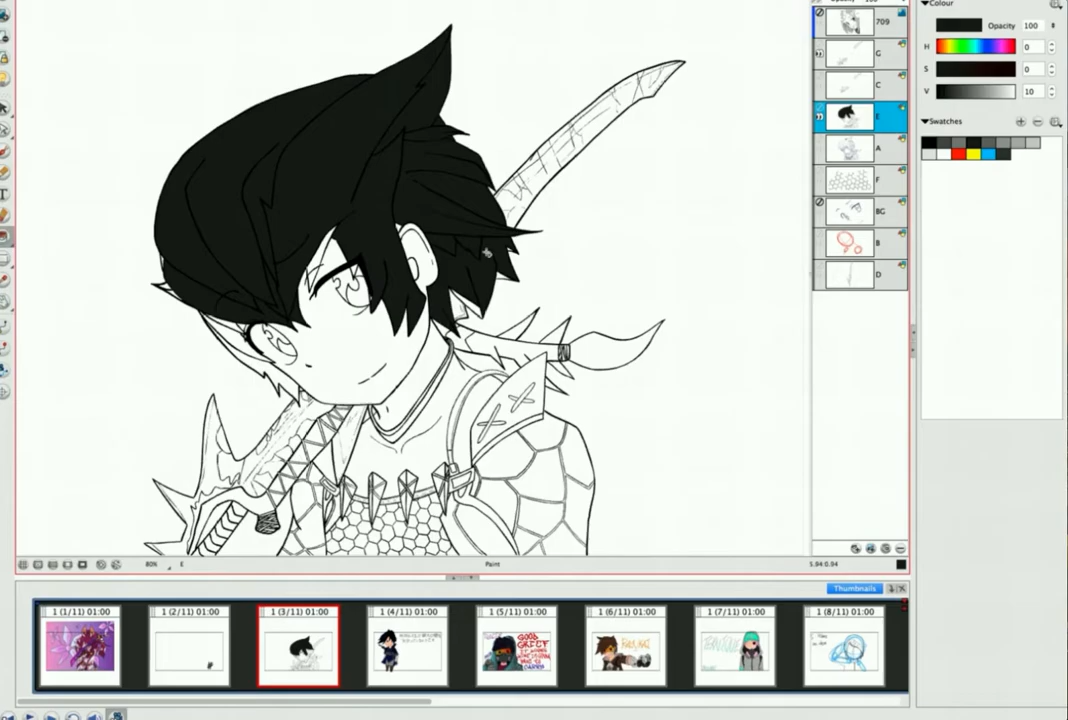 709
G
C
E
A
F
BG
B
D
Colour
Opacity 100
H 0
S 0
V 10
Swatches
80% E Paint 5.94:0.94
Thumbnails
1 (1/11) 01:00
1 (2/11) 01:00
1 (3/11) 01:00
1 (4/11) 01:00
1 (5/11) 01:00
1 (6/11) 01:00
1 (7/11) 01:00
1 (8/11) 01:00
GOOD
GRIEF